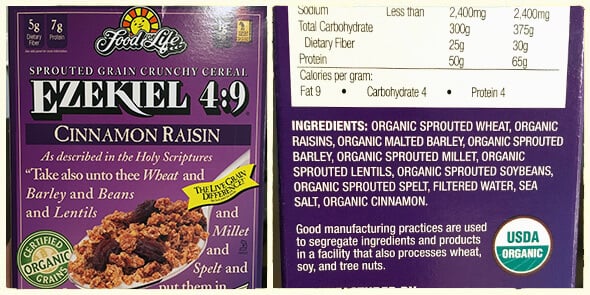 5g
Dietary
Fiber
7g
Protein
Food for Life
SPROUTED GRAIN CRUNCHY CEREAL
EZEKIEL 4:9
CINNAMON RAISIN
As described in the Holy Scriptures
"Take also unto thee Wheat and
Barley and Beans
and Lentils
THE LIVE GRAIN
DIFFERENCE!
and
Millet
and
Spelt and
put them in
CERTIFIED
ORGANIC
GRAINS
Sodium Less than 2,400mg 2,400mg
Total Carbohydrate 300g 375g
Dietary Fiber 25g 30g
Protein 50g 65g
Calories per gram:
Fat 9 • Carbohydrate 4 • Protein 4
INGREDIENTS: ORGANIC SPROUTED WHEAT, ORGANIC
RAISINS, ORGANIC MALTED BARLEY, ORGANIC SPROUTED
BARLEY, ORGANIC SPROUTED MILLET, ORGANIC
SPROUTED LENTILS, ORGANIC SPROUTED SOYBEANS,
ORGANIC SPROUTED SPELT, FILTERED WATER, SEA
SALT, ORGANIC CINNAMON.
Good manufacturing practices are used
to segregate ingredients and products
in a facility that also processes wheat,
soy, and tree nuts.
USDA
ORGANIC